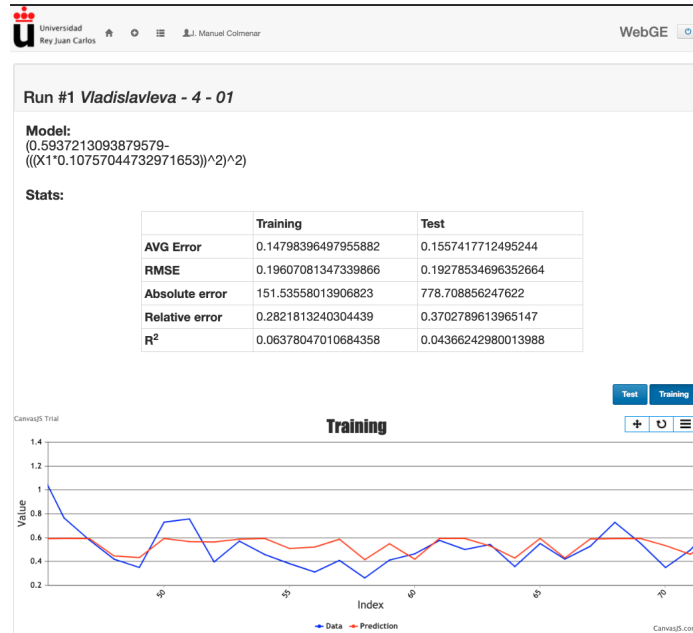 Universidad
Rey Juan Carlos
J. Manuel Colmenar
WebGE
Run #1 Vladislavleva - 4 - 01
Model:
(0.5937213093879579-
(((X1*0.10757044732971653))^2)^2)
Stats:
Training Test
AVG Error 0.14798396497955882 0.1557417712495244
RMSE 0.19607081347339866 0.19278534696352664
Absolute error 151.53558013906823 778.708856247622
Relative error 0.2821813240304439 0.3702789613965147
R² 0.06378047010684358 0.04366242980013988
Test Training
CanvasJS Trial
Training
1.4
1.2
1
0.8
0.6
0.4
0.2
Value
50 55 60 65 70
Index
Data Prediction
CanvasJS.co